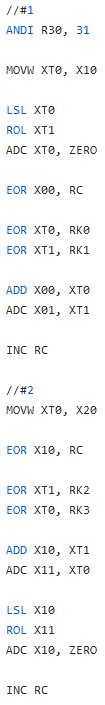 //#1
ANDI R30, 31
MOVW XT0, X10
LSL XT0
ROL XT1
ADC XT0, ZERO
EOR X00, RC
EOR XT0, RK0
EOR XT1, RK1
ADD X00, XT0
ADC X01, XT1
INC RC
//#2
MOVW XT0, X20
EOR X10, RC
EOR XT1, RK2
EOR XT0, RK3
ADD X10, XT1
ADC X11, XT0
LSL X10
ROL X11
ADC X10, ZERO
INC RC